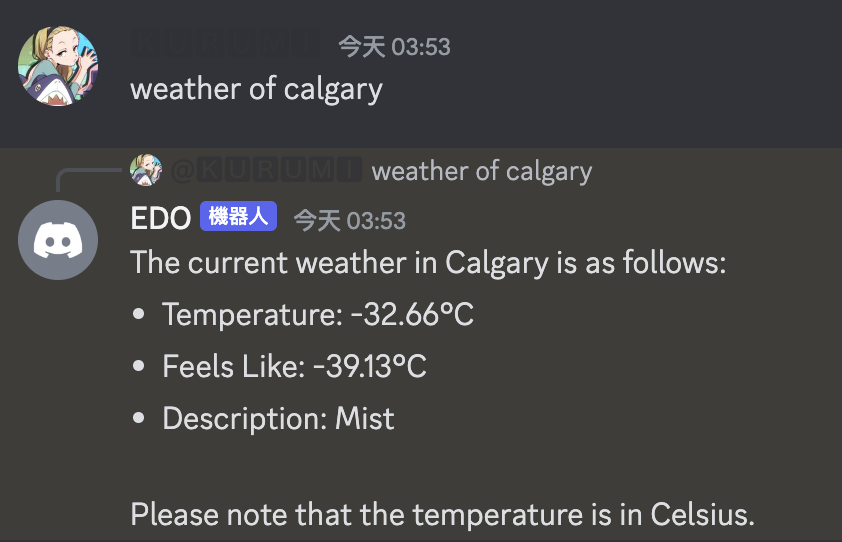 🅺🆄🆁🆄🅼🅸 今天 03:53
weather of calgary
@🅺🆄🆁🆄🅼🅸 weather of calgary
EDO 機器人 今天 03:53
The current weather in Calgary is as follows:
• Temperature: -32.66°C
• Feels Like: -39.13°C
• Description: Mist
Please note that the temperature is in Celsius.